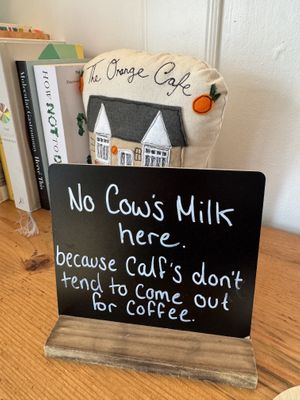 The Orange Cafe
HOW NOT TO
No Cow's Milk
here.
because Calf's don't
tend to come out
for coffee.